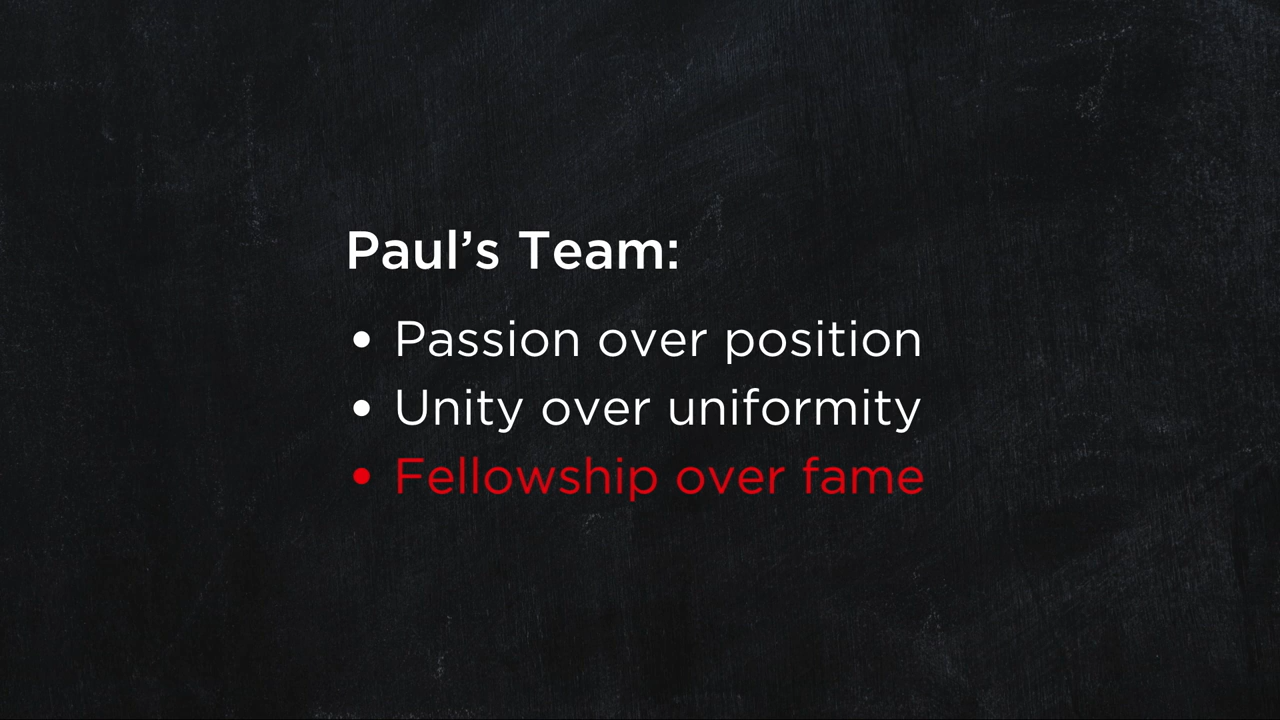 Paul’s Team:
• Passion over position
• Unity over uniformity
• Fellowship over fame